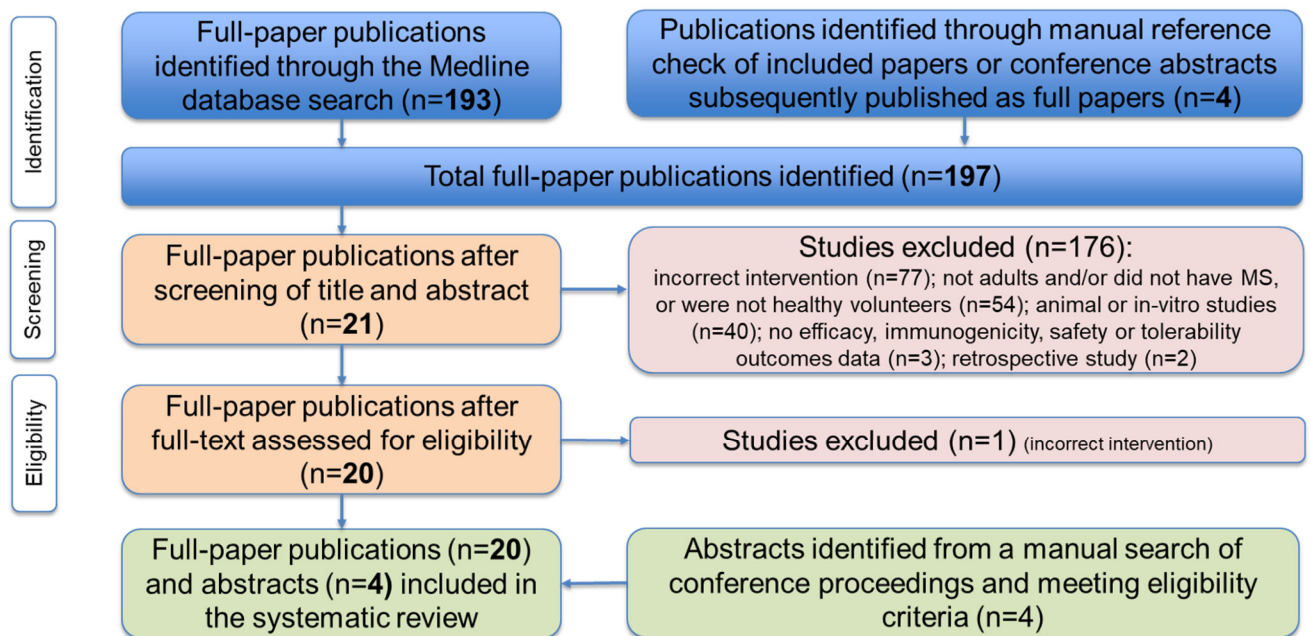 Identification
Full-paper publications
identified through the Medline
database search (n=193)
Publications identified through manual reference
check of included papers or conference abstracts
subsequently published as full papers (n=4)
Total full-paper publications identified (n=197)
Screening
Full-paper publications after
screening of title and abstract
(n=21)
Studies excluded (n=176):
incorrect intervention (n=77); not adults and/or did not have MS,
or were not healthy volunteers (n=54); animal or in-vitro studies
(n=40); no efficacy, immunogenicity, safety or tolerability
outcomes data (n=3); retrospective study (n=2)
Eligibility
Full-paper publications after
full-text assessed for eligibility
(n=20)
Studies excluded (n=1) (incorrect intervention)
Full-paper publications (n=20)
and abstracts (n=4) included in
the systematic review
Abstracts identified from a manual search of
conference proceedings and meeting eligibility
criteria (n=4)